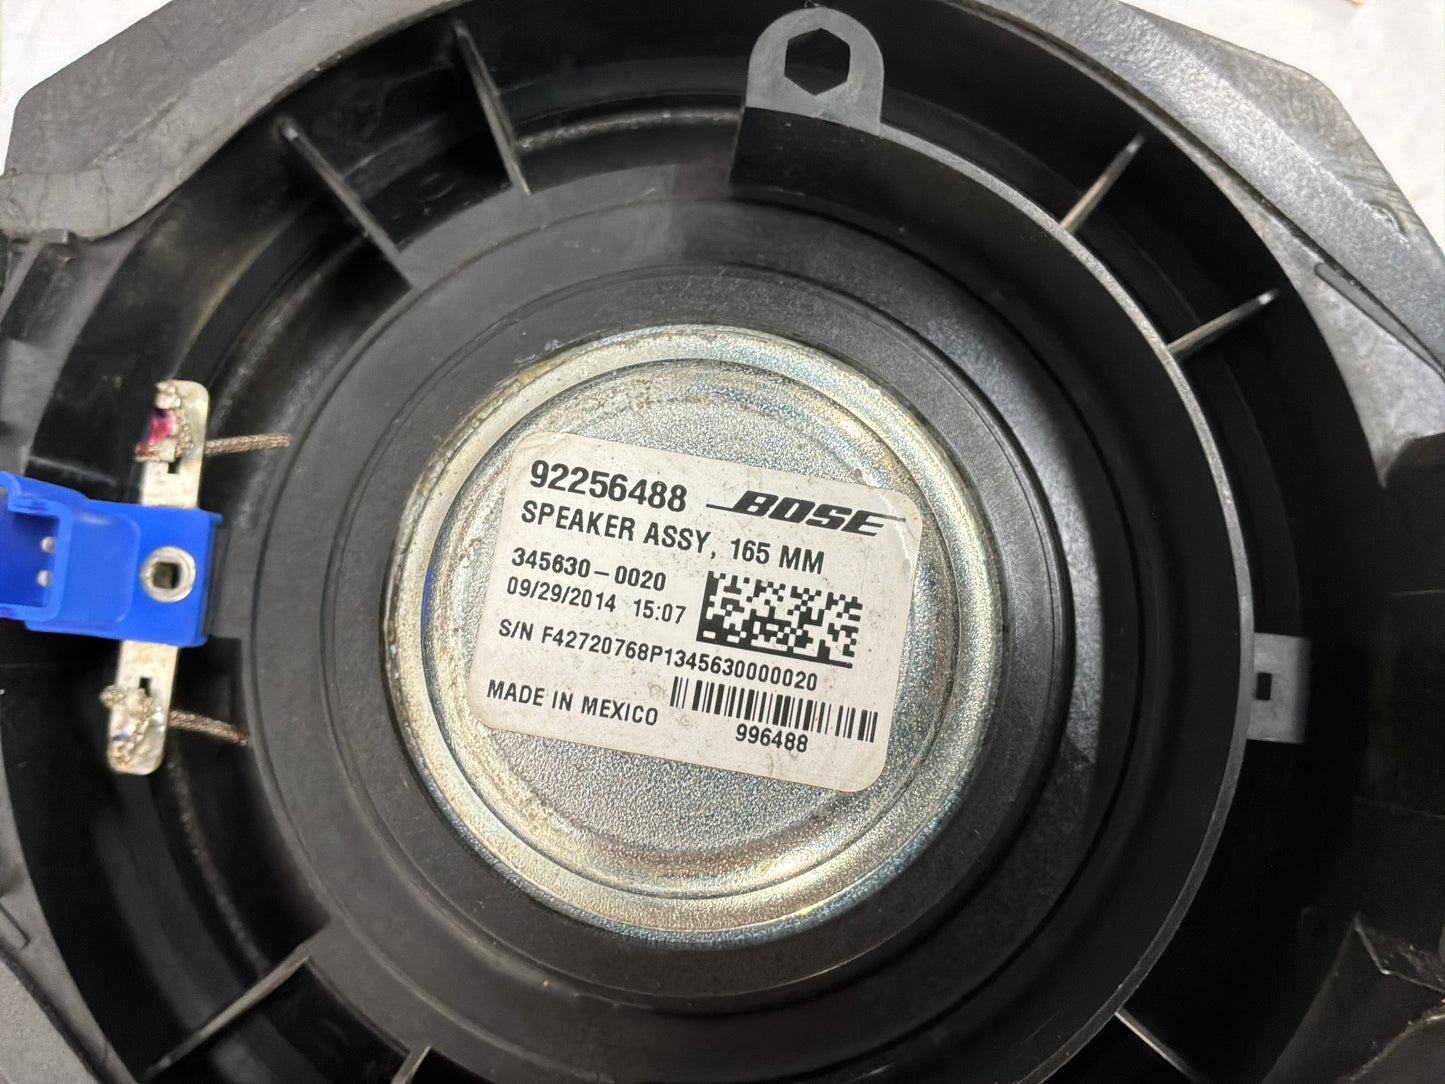 92256488 BOSE
SPEAKER ASSY, 165 MM
345630-0020
09/29/2014 15:07
S/N F42720768P1345630000020
MADE IN MEXICO
996488